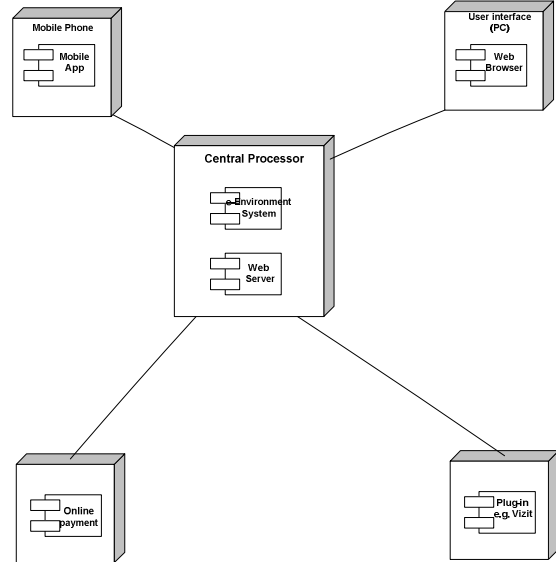 Mobile Phone
Mobile
App
User interface
(PC)
Web
Browser
Central Processor
e-Environment
System
Web
Server
Online
payment
Plug-in
e.g. Vizit